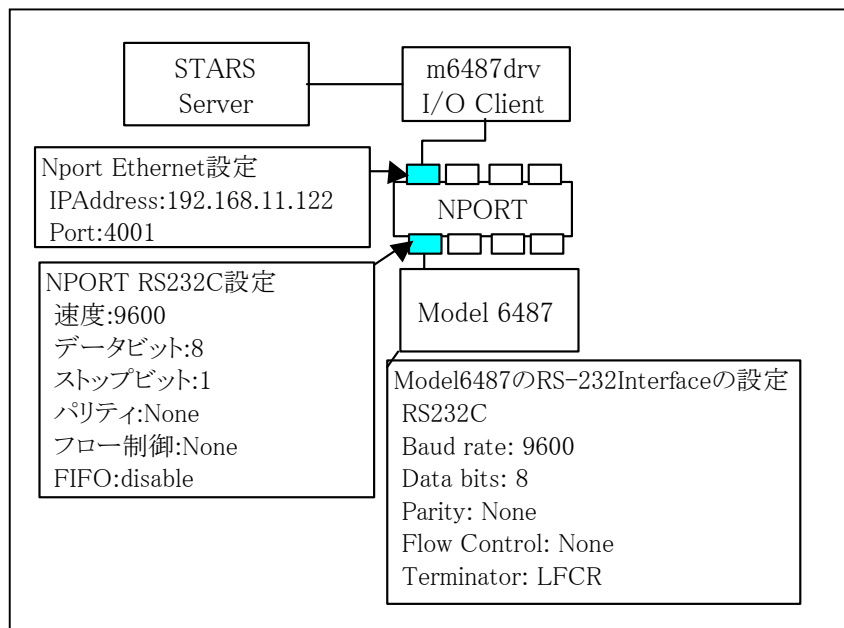 STARS
Server
m6487drv
I/O Client
Nport Ethernet設定
IPAddress:192.168.11.122
Port:4001
NPORT
NPORT RS232C設定
速度:9600
データビット:8
ストップビット:1
パリティ:None
フロー制御:None
FIFO:disable
Model 6487
Model6487のRS-232Interfaceの設定
RS232C
Baud rate: 9600
Data bits: 8
Parity: None
Flow Control: None
Terminator: LFCR